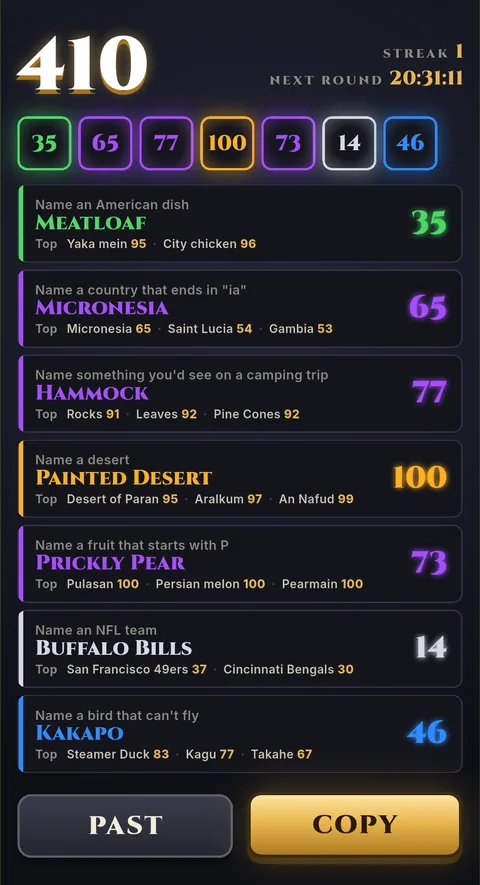 410
STREAK 1
NEXT ROUND 20:31:11
35 65 77 100 73 14 46
Name an American dish
MEATLOAF
35
Top Yaka mein 95 · City chicken 96
Name a country that ends in "ia"
MICRONESIA
65
Top Micronesia 65 · Saint Lucia 54 · Gambia 53
Name something you'd see on a camping trip
HAMMOCK
77
Top Rocks 91 · Leaves 92 · Pine Cones 92
Name a desert
PAINTED DESERT
100
Top Desert of Paran 95 · Aralkum 97 · An Nafud 99
Name a fruit that starts with P
PRICKLY PEAR
73
Top Pulasan 100 · Persian melon 100 · Pearmain 100
Name an NFL team
BUFFALO BILLS
14
Top San Francisco 49ers 37 · Cincinnati Bengals 30
Name a bird that can't fly
KAKAPO
46
Top Steamer Duck 83 · Kagu 77 · Takahe 67
PAST COPY